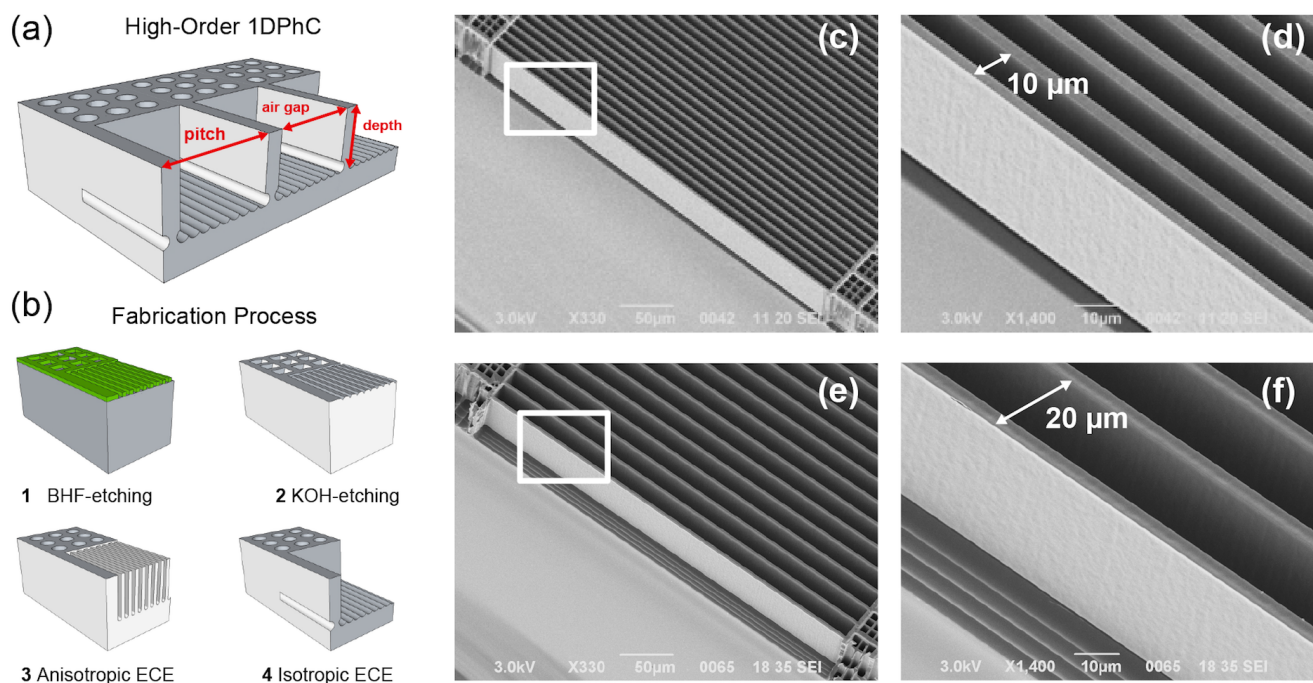 (a)
High-Order 1DPhC
pitch
air gap
depth
(b)
Fabrication Process
1 BHF-etching
2 KOH-etching
3 Anisotropic ECE
4 Isotropic ECE
(c)
3.0kV X330 50µm 0042 11 20 SEI
(d)
10 µm
3.0kV X1,400 10µm 0042 11 20 SEI
(e)
3.0kV X330 50µm 0065 18 35 SEI
(f)
20 µm
3.0kV X1,400 10µm 0065 18 35 SEI